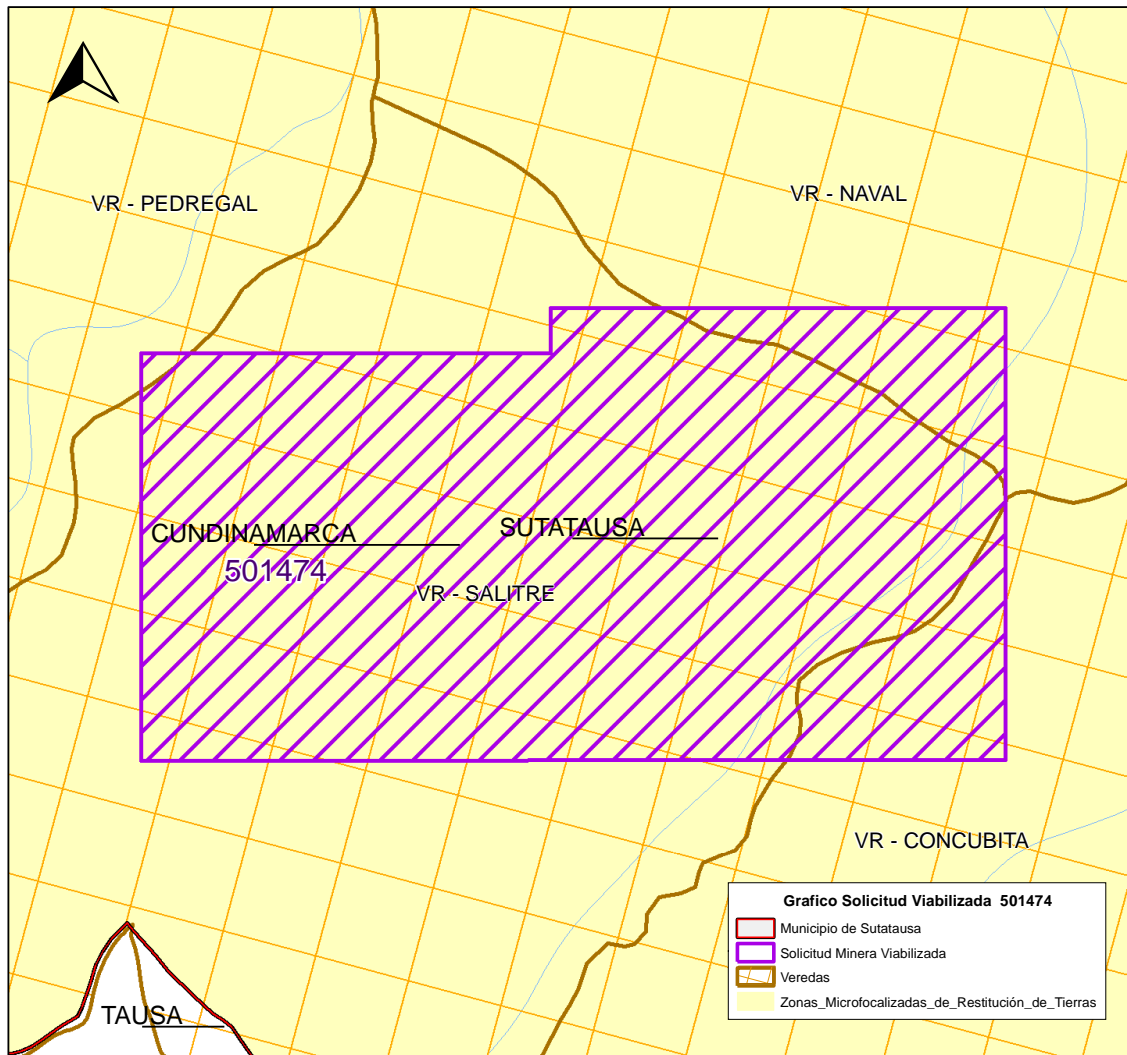 VR - PEDREGAL
VR - NAVAL
CUNDINAMARCA
SUTATAUSA
501474
VR - SALITRE
VR - CONCUBITA
TAUSA
Grafico Solicitud Viabilizada 501474
Municipio de Sutatausa
Solicitud Minera Viabilizada
Veredas
Zonas_Microfocalizadas_de_Restitución_de_Tierras